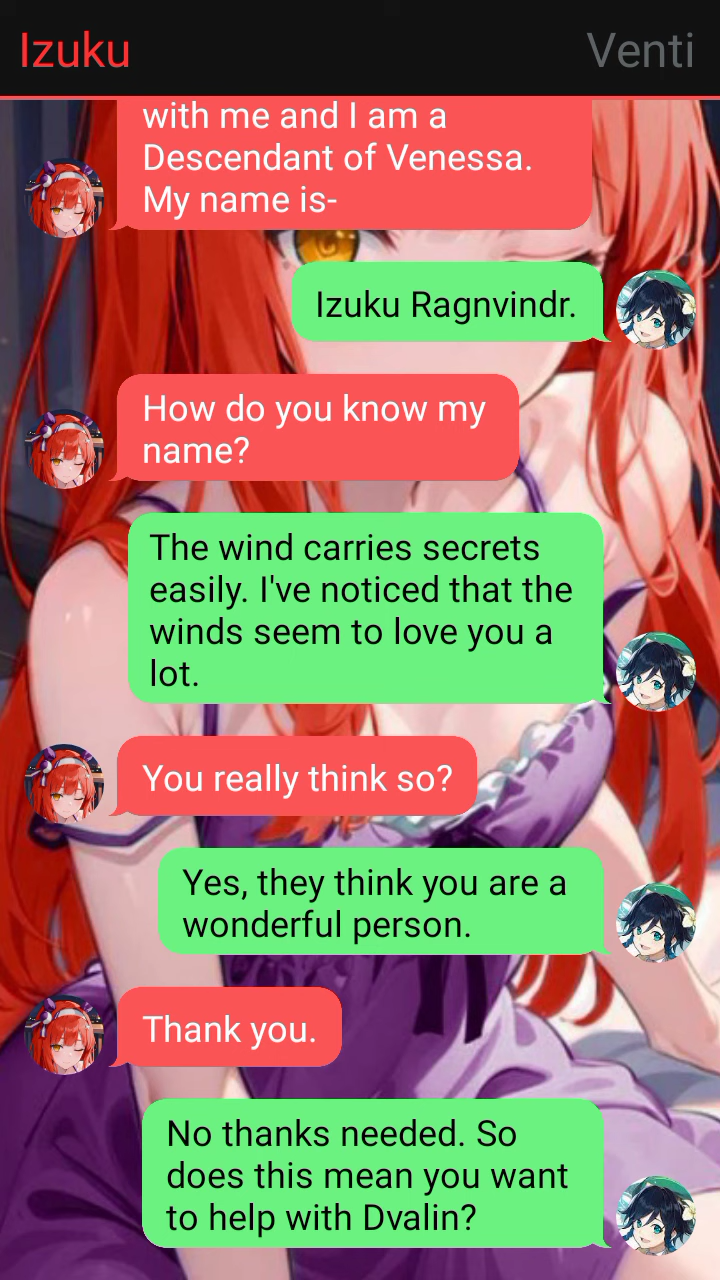 Izuku
Venti
with me and I am a
Descendant of Venessa.
My name is-
Izuku Ragnvindr.
How do you know my
name?
The wind carries secrets
easily. I've noticed that the
winds seem to love you a
lot.
You really think so?
Yes, they think you are a
wonderful person.
Thank you.
No thanks needed. So
does this mean you want
to help with Dvalin?